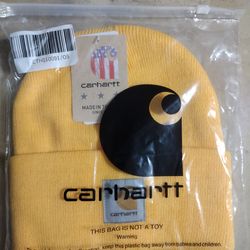 carhartt
MADE IN
carhartt
carhartt
THIS BAG IS NOT A TOY
Warning
keep this plastic bag away from babies and children